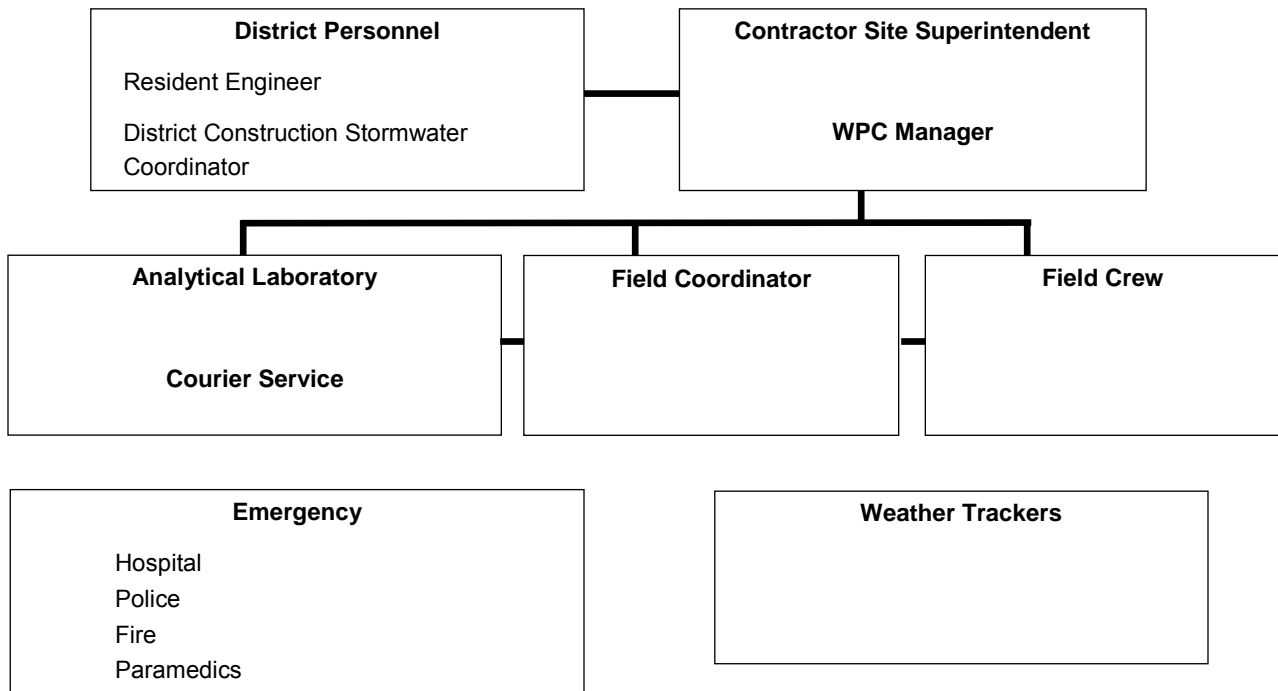 District Personnel
Resident Engineer
District Construction Stormwater
Coordinator
Contractor Site Superintendent
WPC Manager
Analytical Laboratory
Courier Service
Field Coordinator
Field Crew
Emergency
Hospital
Police
Fire
Paramedics
Weather Trackers